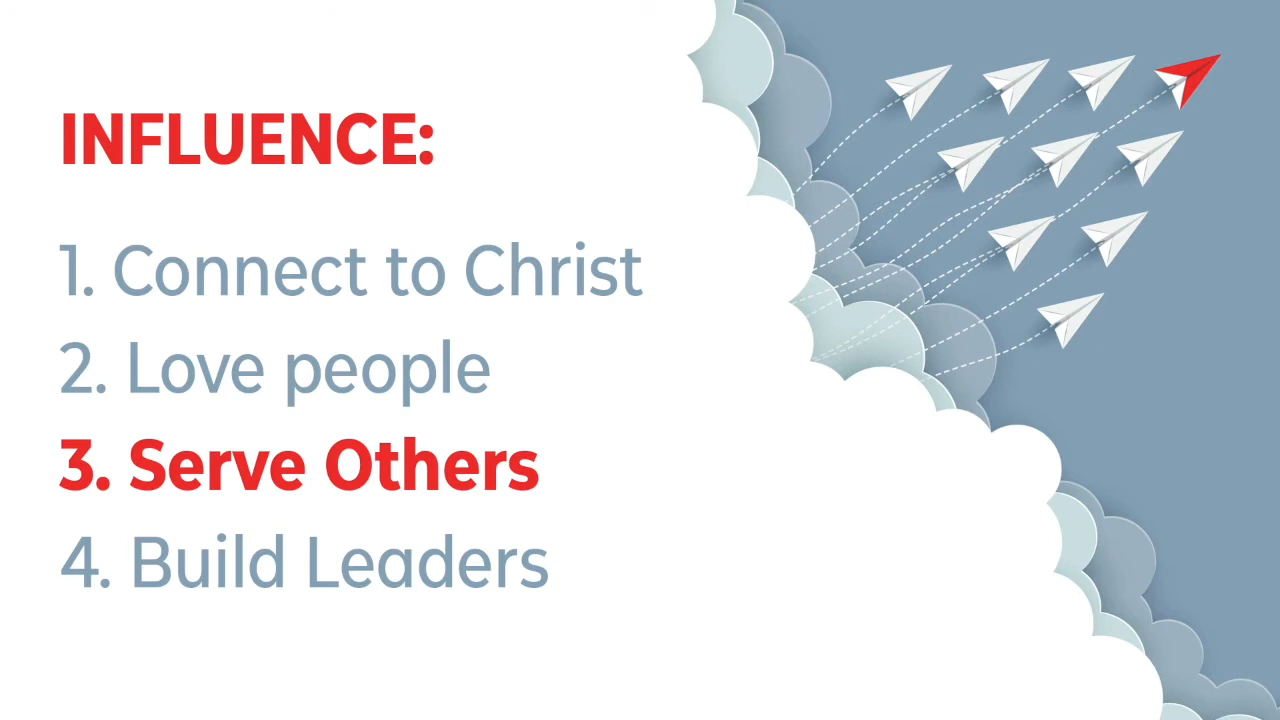 INFLUENCE:
1. Connect to Christ
2. Love people
3. Serve Others
4. Build Leaders